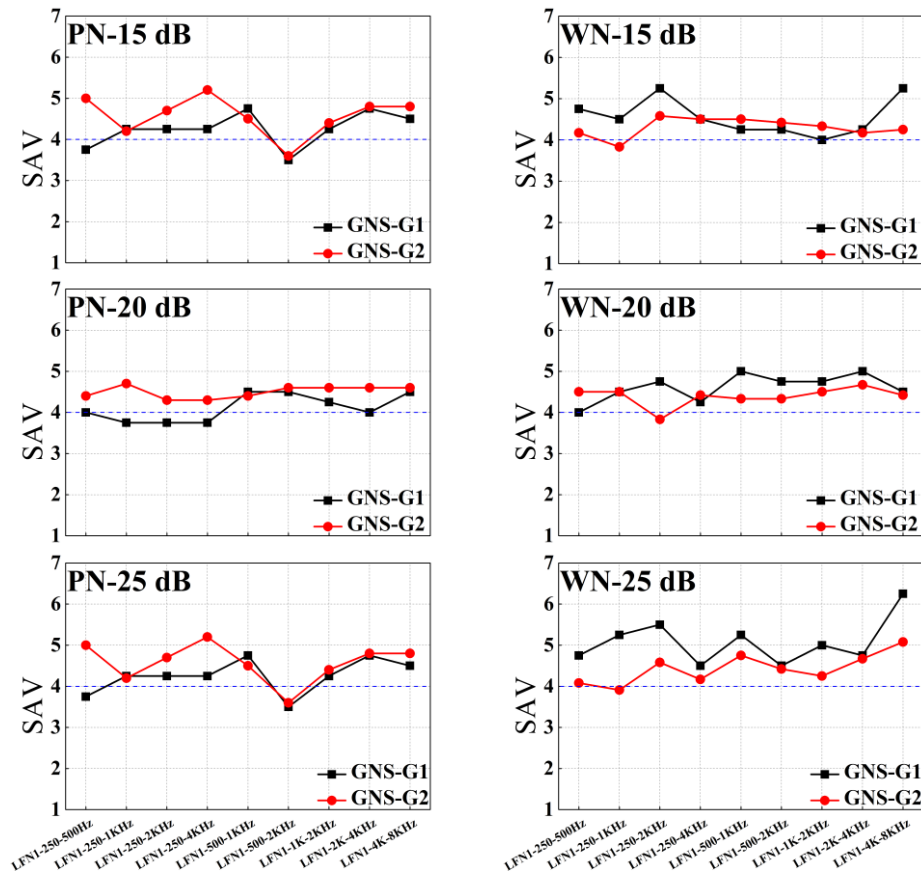 PN-15 dB
7
6
5
4
3
2
1
SAV
GNS-G1
GNS-G2
WN-15 dB
7
6
5
4
3
2
1
SAV
GNS-G1
GNS-G2
PN-20 dB
7
6
5
4
3
2
1
SAV
GNS-G1
GNS-G2
WN-20 dB
7
6
5
4
3
2
1
SAV
GNS-G1
GNS-G2
PN-25 dB
7
6
5
4
3
2
1
SAV
GNS-G1
GNS-G2
LFN1-250-500Hz
LFN1-250-1KHz
LFN1-250-2KHz
LFN1-250-4KHz
LFN1-500-1KHz
LFN1-500-2KHz
LFN1-1K-2KHz
LFN1-2K-4KHz
LFN1-4K-8KHz
WN-25 dB
7
6
5
4
3
2
1
SAV
GNS-G1
GNS-G2
LFN1-250-500Hz
LFN1-250-1KHz
LFN1-250-2KHz
LFN1-250-4KHz
LFN1-500-1KHz
LFN1-500-2KHz
LFN1-1K-2KHz
LFN1-2K-4KHz
LFN1-4K-8KHz